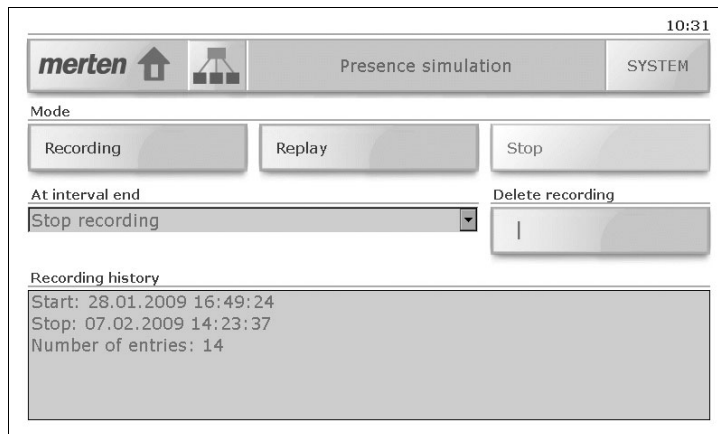 10:31
merten Presence simulation SYSTEM
Mode
Recording Replay Stop
At interval end Delete recording
Stop recording |
Recording history
Start: 28.01.2009 16:49:24
Stop: 07.02.2009 14:23:37
Number of entries: 14